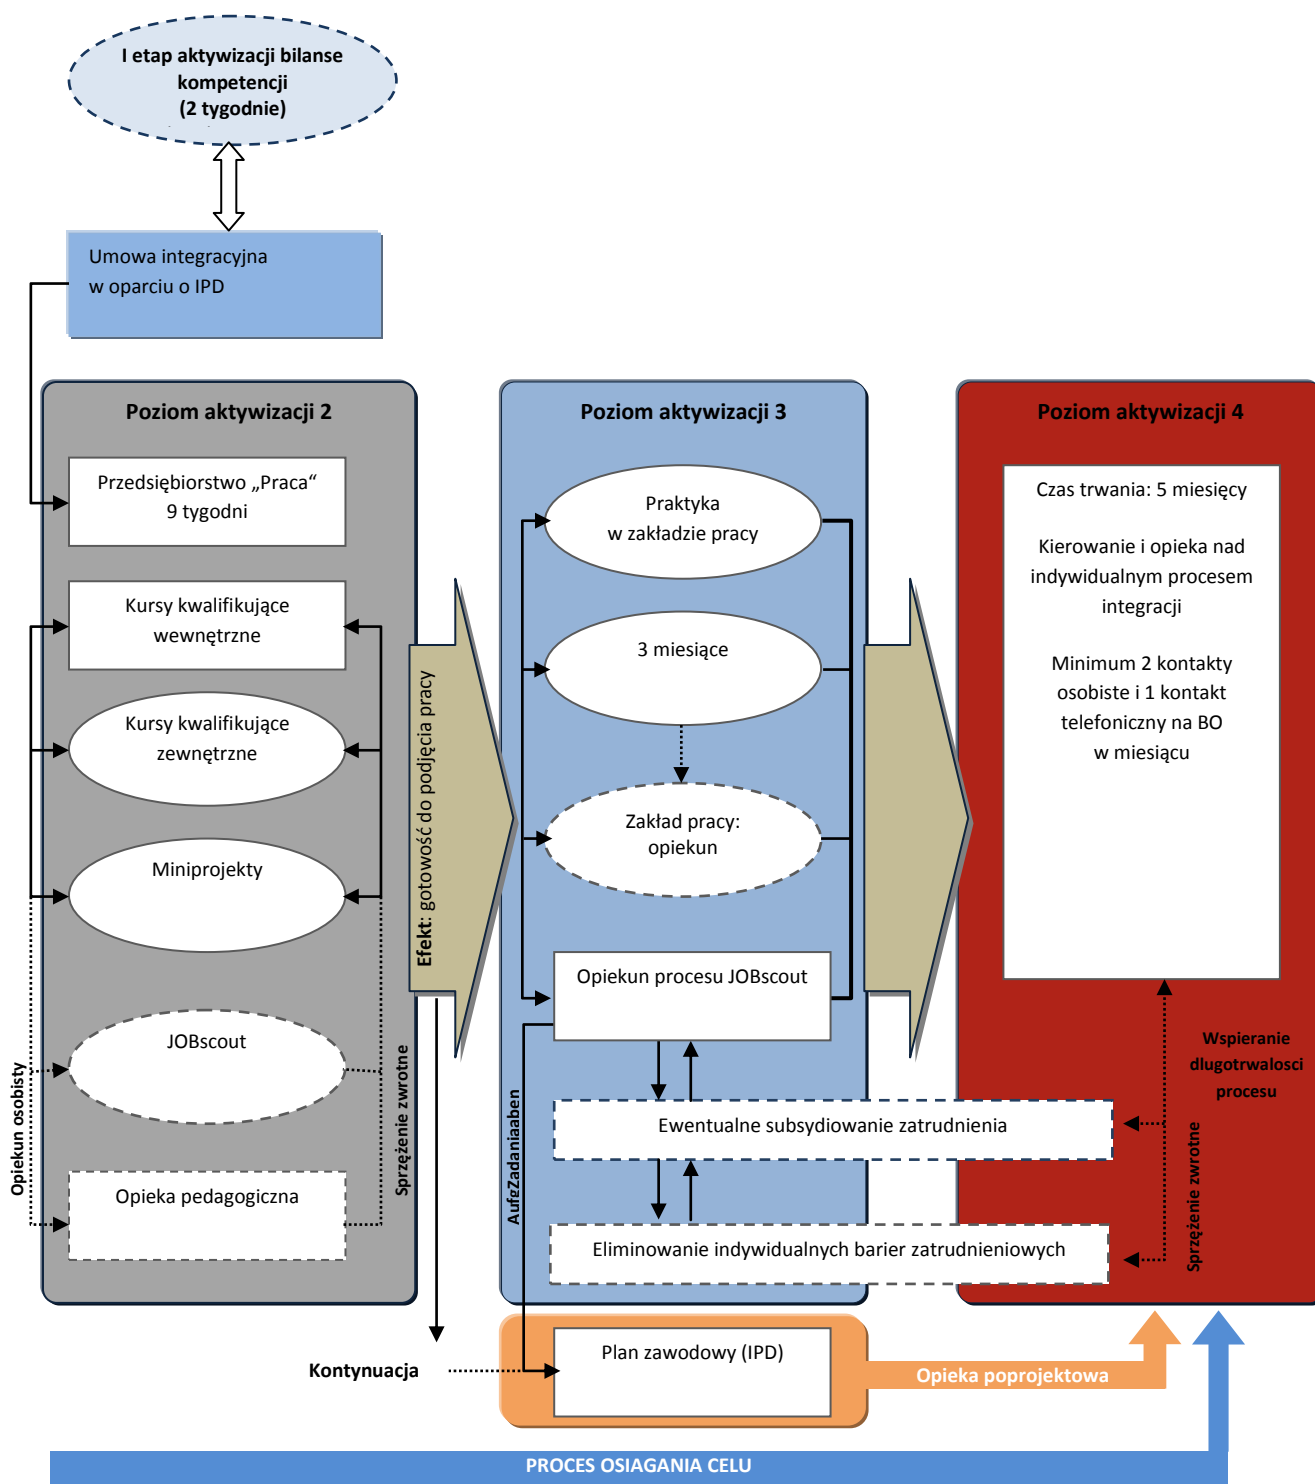 I etap aktywizacji bilanse
kompetencji
(2 tygodnie)
Umowa integracyjna
w oparciu o IPD
Poziom aktywizacji 2
Przedsiębiorstwo „Praca“
9 tygodni
Kursy kwalifikujące
wewnętrzne
Kursy kwalifikujące
zewnętrzne
Miniprojekty
JOBscout
Opieka pedagogiczna
Opiekun osobisty
Sprzężenie zwrotne
Efekt: gotowość do podjęcia pracy
Poziom aktywizacji 3
Praktyka
w zakładzie pracy
3 miesiące
Zakład pracy:
opiekun
Opiekun procesu JOBscout
AufgZadaniaaben
Ewentualne subsydiowanie zatrudnienia
Eliminowanie indywidualnych barier zatrudnieniowych
Poziom aktywizacji 4
Czas trwania: 5 miesięcy
Kierowanie i opieka nad
indywidualnym procesem
integracji
Minimum 2 kontakty
osobiste i 1 kontakt
telefoniczny na BO
w miesiącu
Wspieranie
dlugotrwalosci
procesu
Sprzężenie zwrotne
Kontynuacja
Plan zawodowy (IPD)
Opieka poprojektowa
PROCES OSIAGANIA CELU